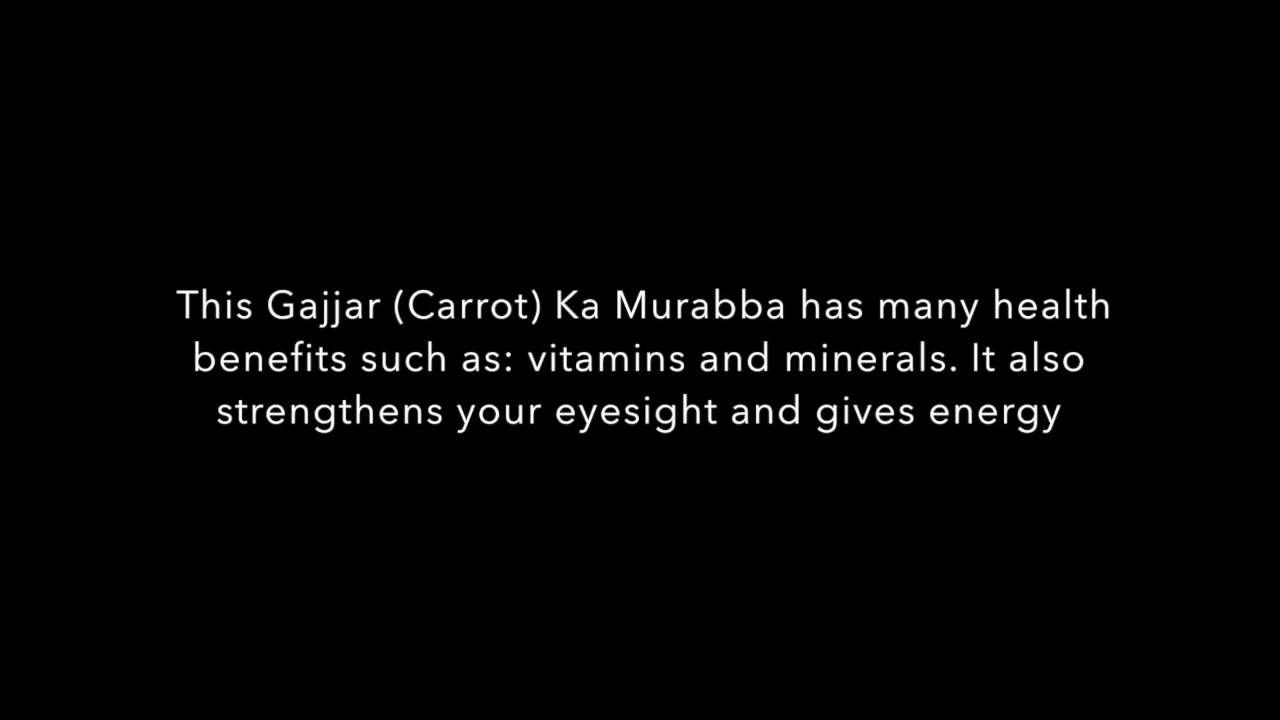 This Gajjar (Carrot) Ka Murabba has many health
benefits such as: vitamins and minerals. It also
strengthens your eyesight and gives energy